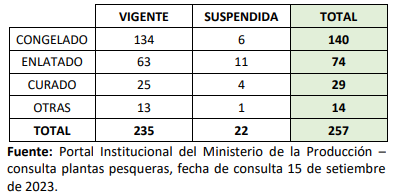 VIGENTE SUSPENDIDA TOTAL
CONGELADO 134 6 140
ENLATADO 63 11 74
CURADO 25 4 29
OTRAS 13 1 14
TOTAL 235 22 257
Fuente: Portal Institucional del Ministerio de la Producción –
consulta plantas pesqueras, fecha de consulta 15 de setiembre
de 2023.